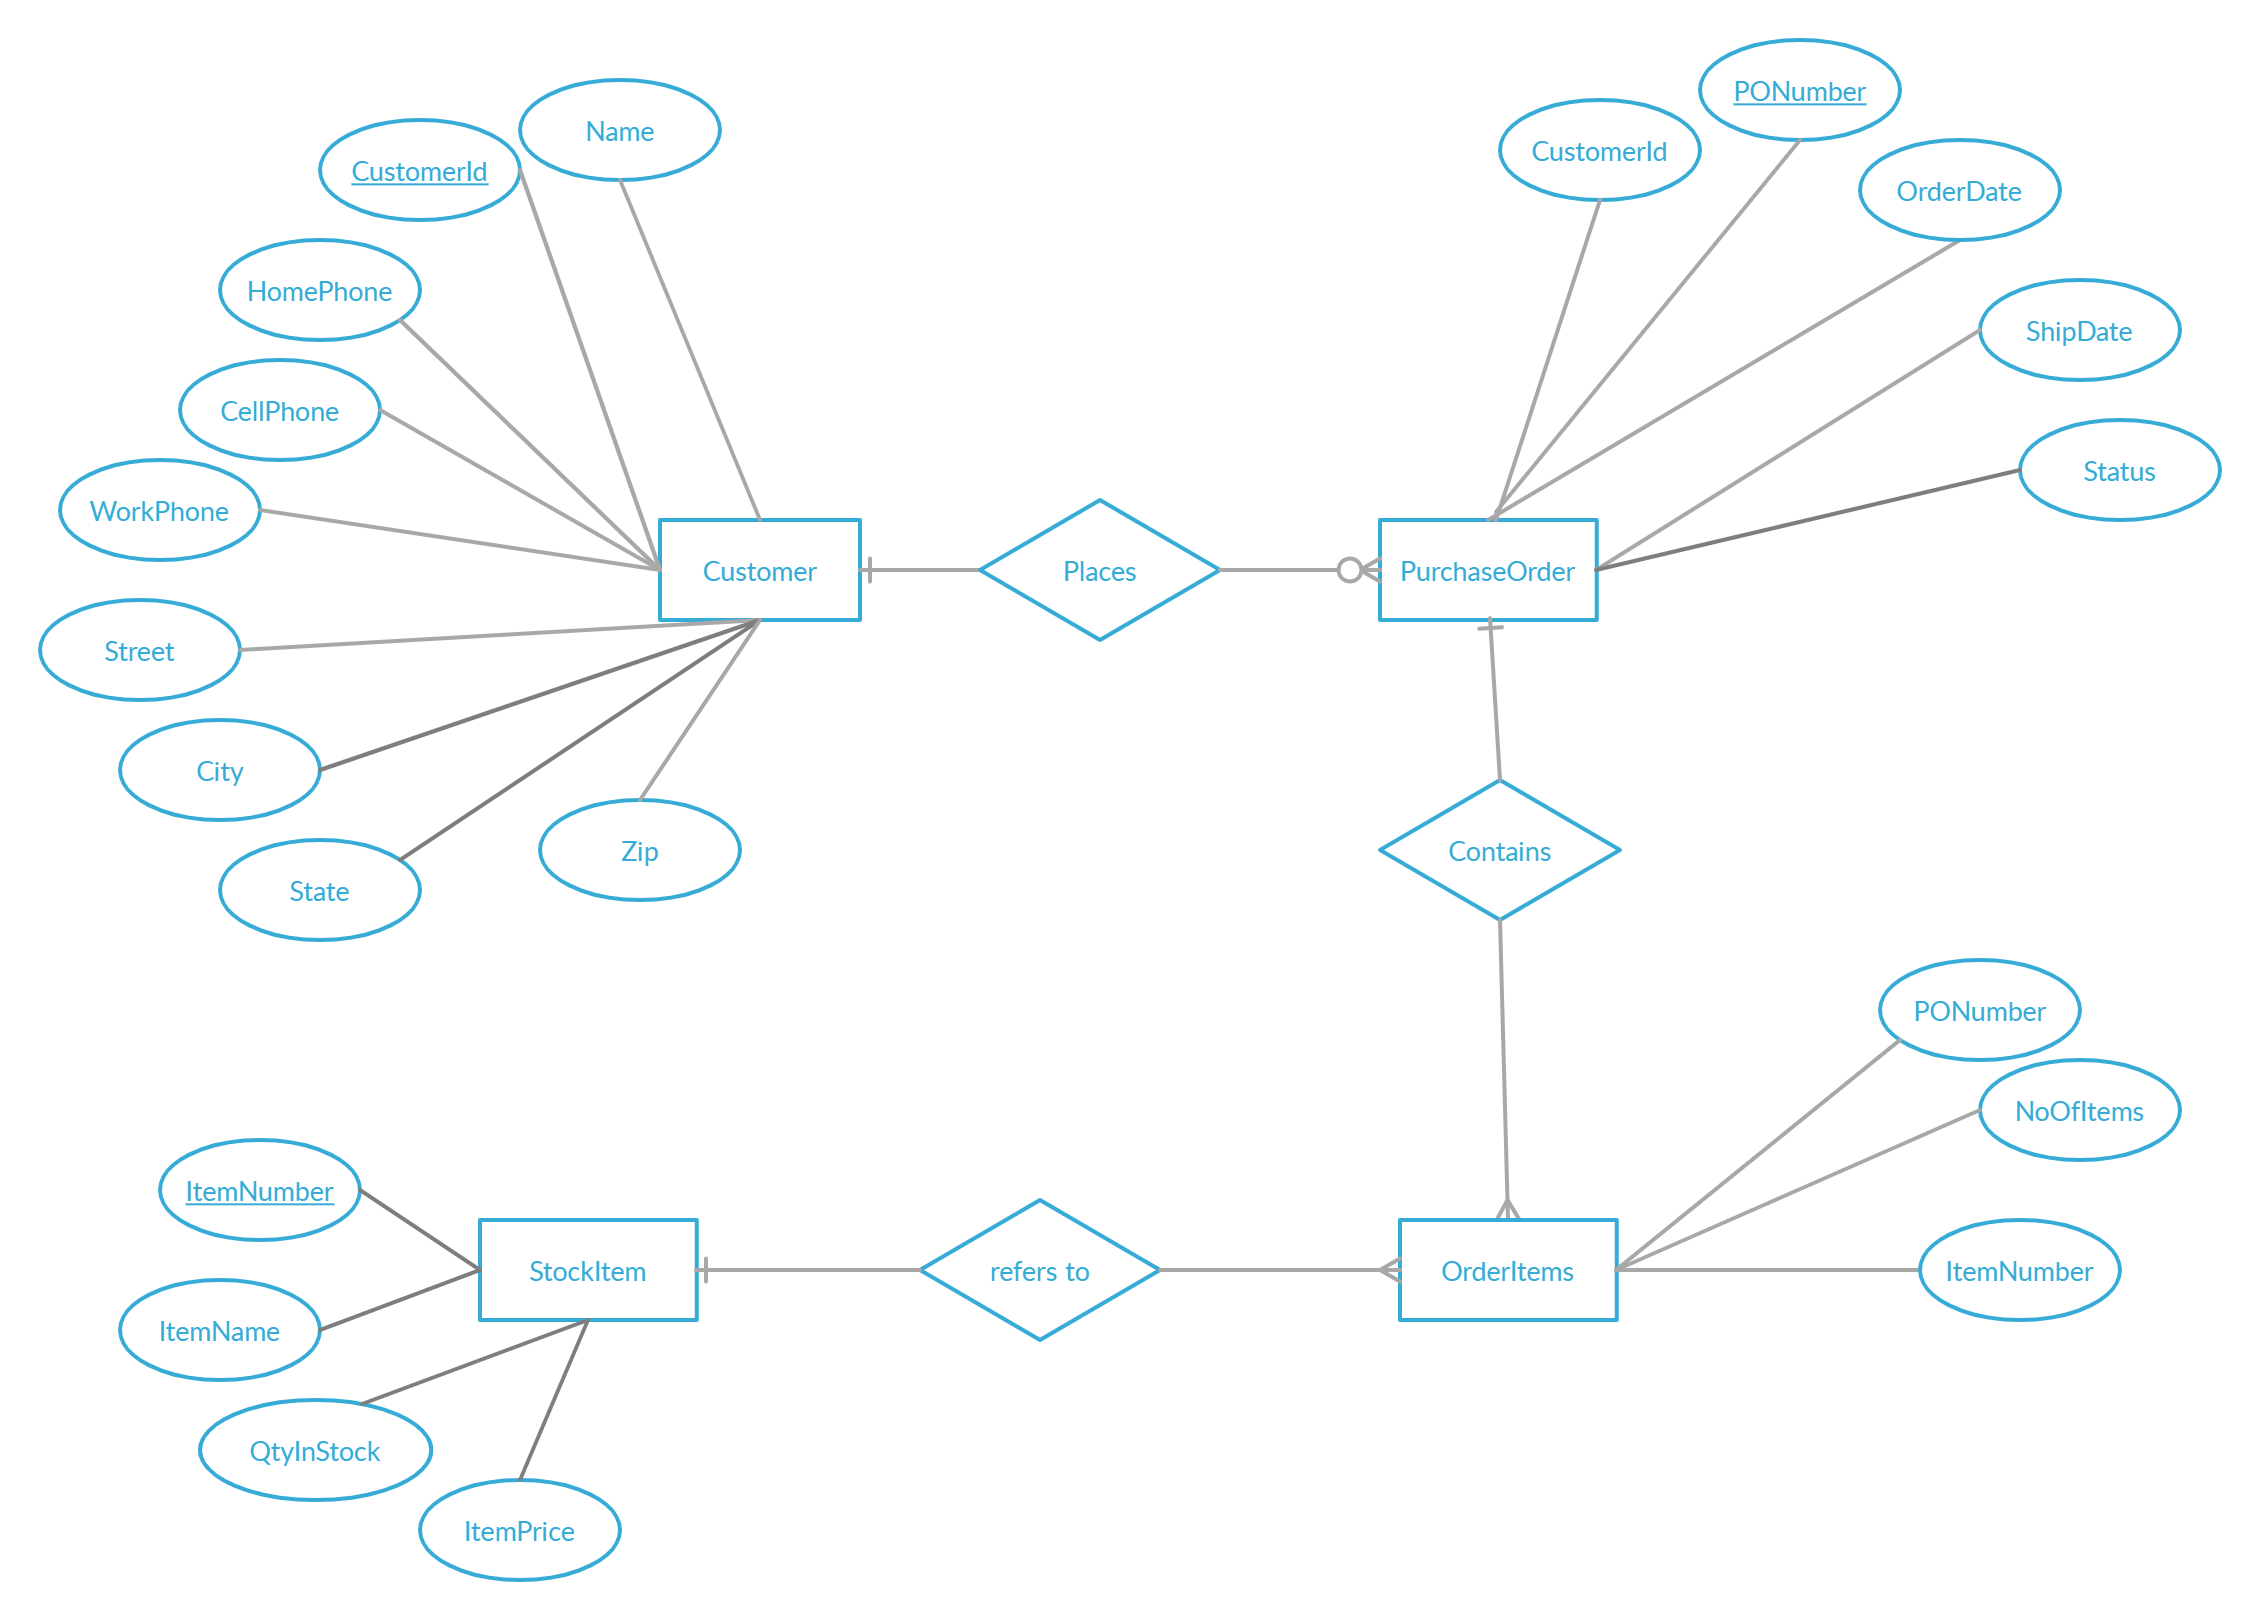 PONumber
Name
CustomerId
CustomerId
OrderDate
HomePhone
ShipDate
CellPhone
Status
WorkPhone
Customer
Places
PurchaseOrder
Street
City
Zip
Contains
State
PONumber
NoOfItems
ItemNumber
StockItem
refers to
OrderItems
ItemNumber
ItemName
QtyInStock
ItemPrice